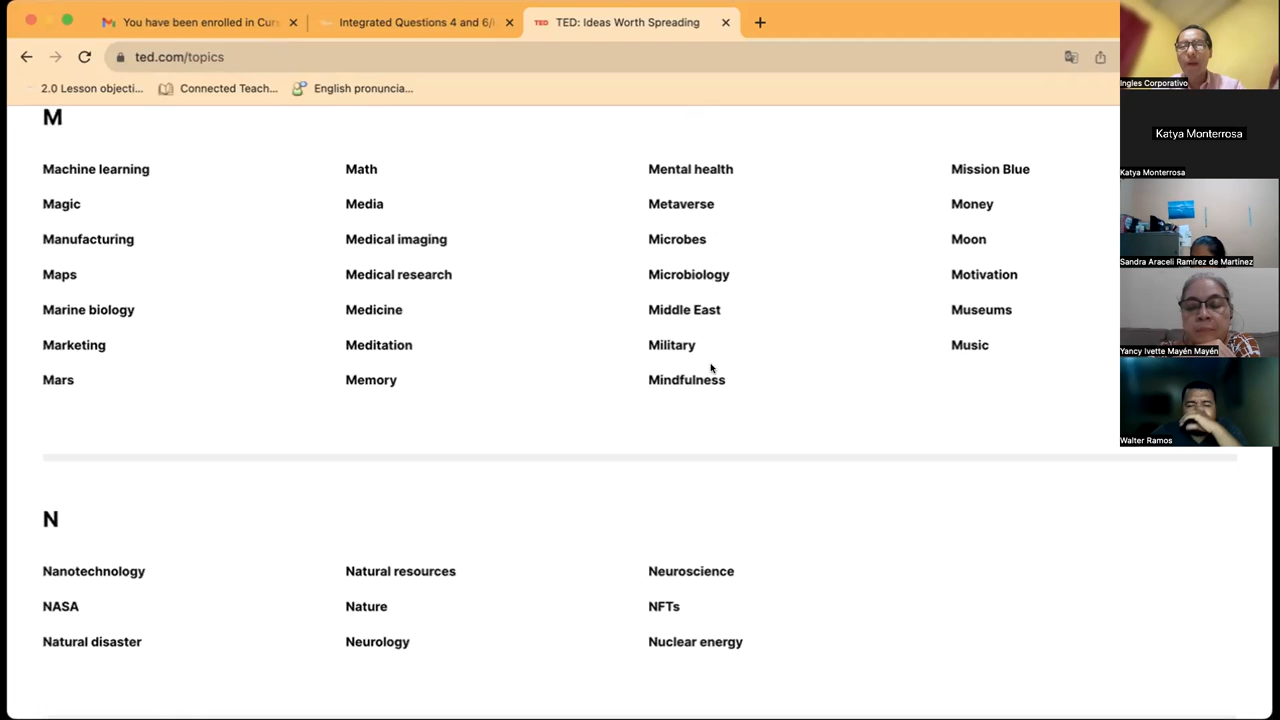 You have been enrolled in Cur
Integrated Questions 4 and 6/
TED TED: Ideas Worth Spreading
ted.com/topics
2.0 Lesson objecti...
Connected Teach...
English pronuncia...
M
Machine learning Math Mental health Mission Blue
Magic Media Metaverse Money
Manufacturing Medical imaging Microbes Moon
Maps Medical research Microbiology Motivation
Marine biology Medicine Middle East Museums
Marketing Meditation Military Music
Mars Memory Mindfulness
N
Nanotechnology Natural resources Neuroscience
NASA Nature NFTs
Natural disaster Neurology Nuclear energy
Ingles Corporativo
Katya Monterrosa
Katya Monterrosa
Sandra Araceli Ramírez de Martinez
Yancy Ivette Mayén Mayén
Walter Ramos